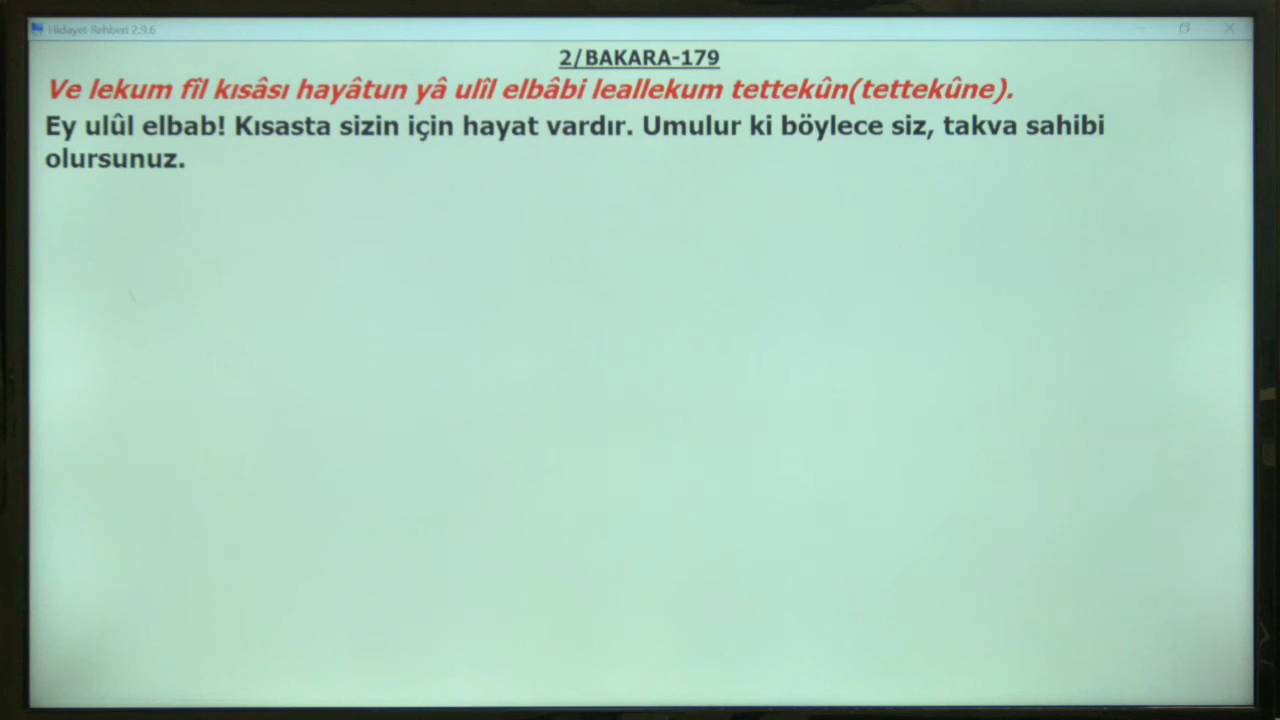 Hidayet Rehberi 2.9.6
2/BAKARA-179
Ve lekum fîl kısâsı hayâtun yâ ulîl elbâbi leallekum tettekûn(tettekûne).
Ey ulûl elbab! Kısasta sizin için hayat vardır. Umulur ki böylece siz, takva sahibi
olursunuz.